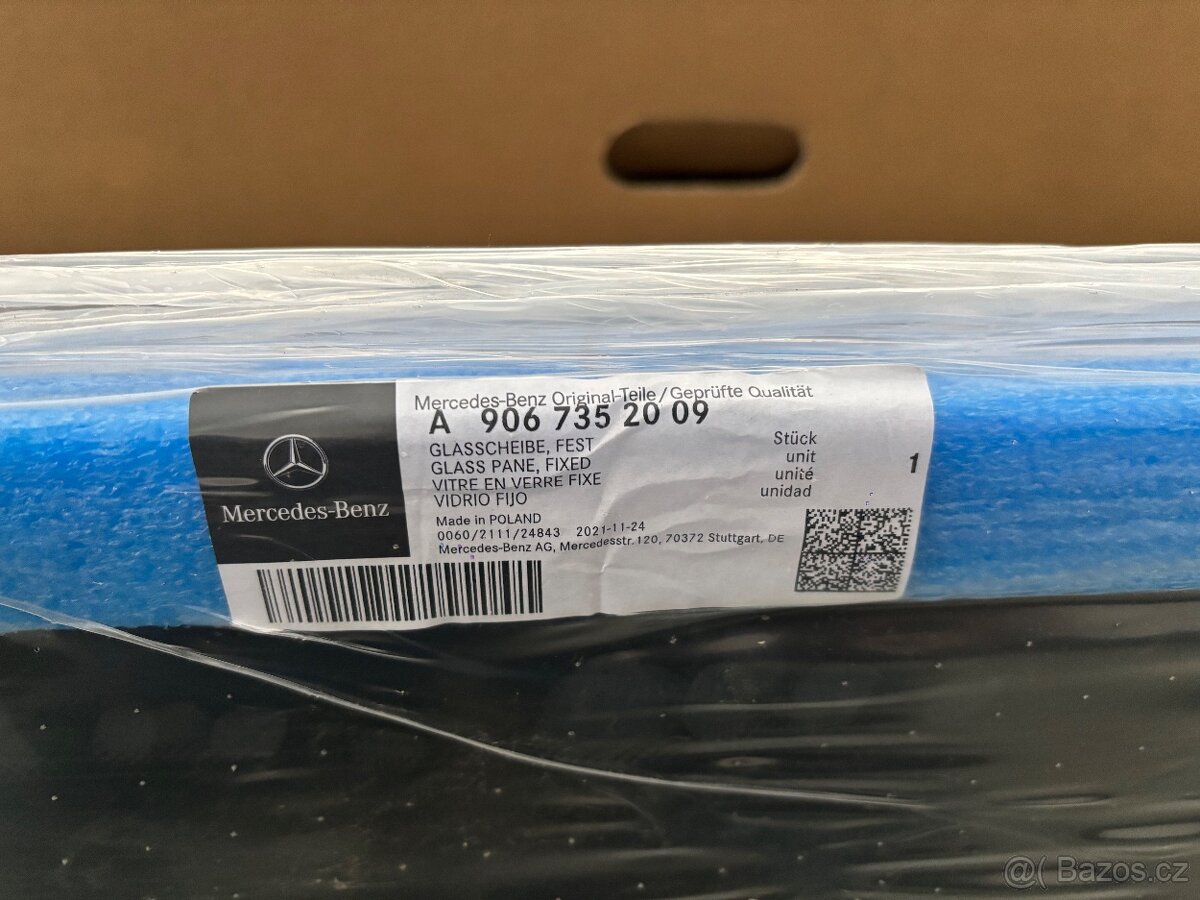 Mercedes-Benz Original-Teile / Geprüfte Qualität
A 906 735 20 09
GLASSCHEIBE, FEST
GLASS PANE, FIXED
VITRE EN VERRE FIXE
VIDRIO FIJO
Stück
unit
unité
unidad
1
Mercedes-Benz
Made in POLAND
0060/2111/24843 2021-11-24
Mercedes-Benz AG, Mercedesstr. 120, 70372 Stuttgart, DE
@( Bazos.cz